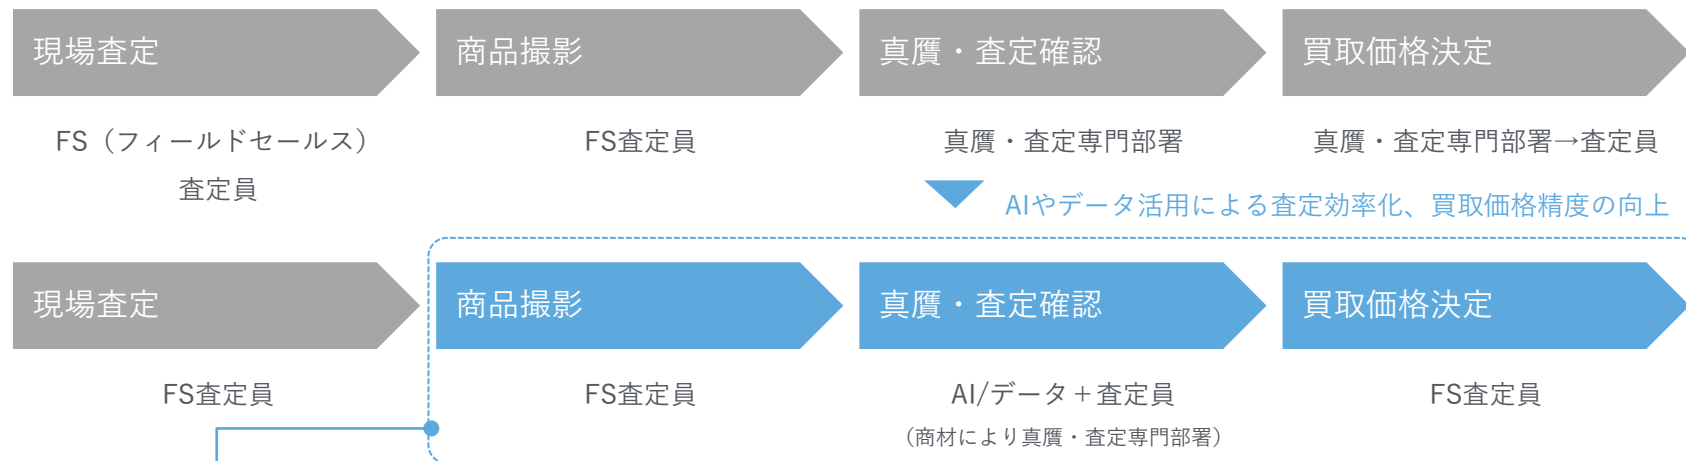 現場査定
商品撮影
真贋・査定確認
買取価格決定
FS（フィールドセールス）
査定員
FS査定員
真贋・査定専門部署
真贋・査定専門部署→査定員
AIやデータ活用による査定効率化、買取価格精度の向上
現場査定
商品撮影
真贋・査定確認
買取価格決定
FS査定員
FS査定員
AI/データ＋査定員
（商材により真贋・査定専門部署）
FS査定員